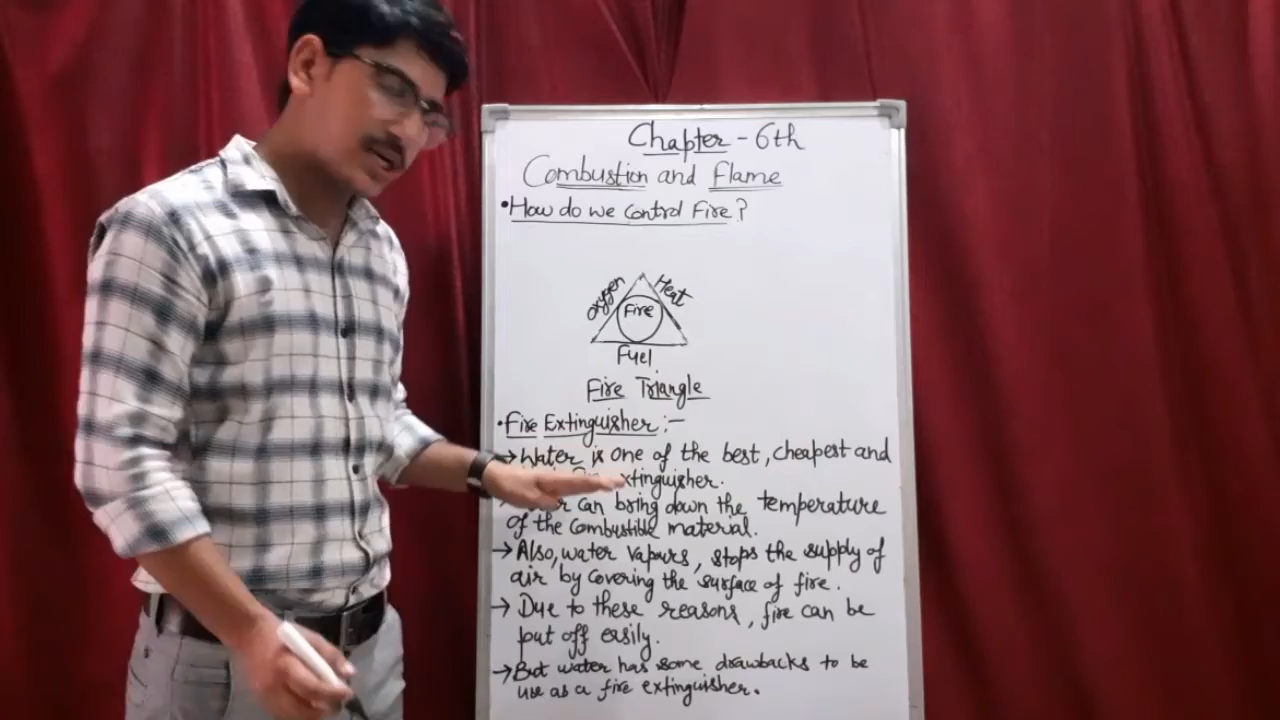 Chapter - 6th
Combustion and Flame
•How do we control Fire?
Oxygen
Heat
Fire
Fuel
Fire Triangle
•Fire Extinguisher :-
→Water is one of the best, cheapest and
extinguisher.
can bring down the temperature
of the combustible material.
→Also, water vapurs, stops the supply of
air by covering the surface of fire.
→ Due to these reasons, fire can be
put off easily.
→But water has some drawbacks to be
use as a fire extinguisher.